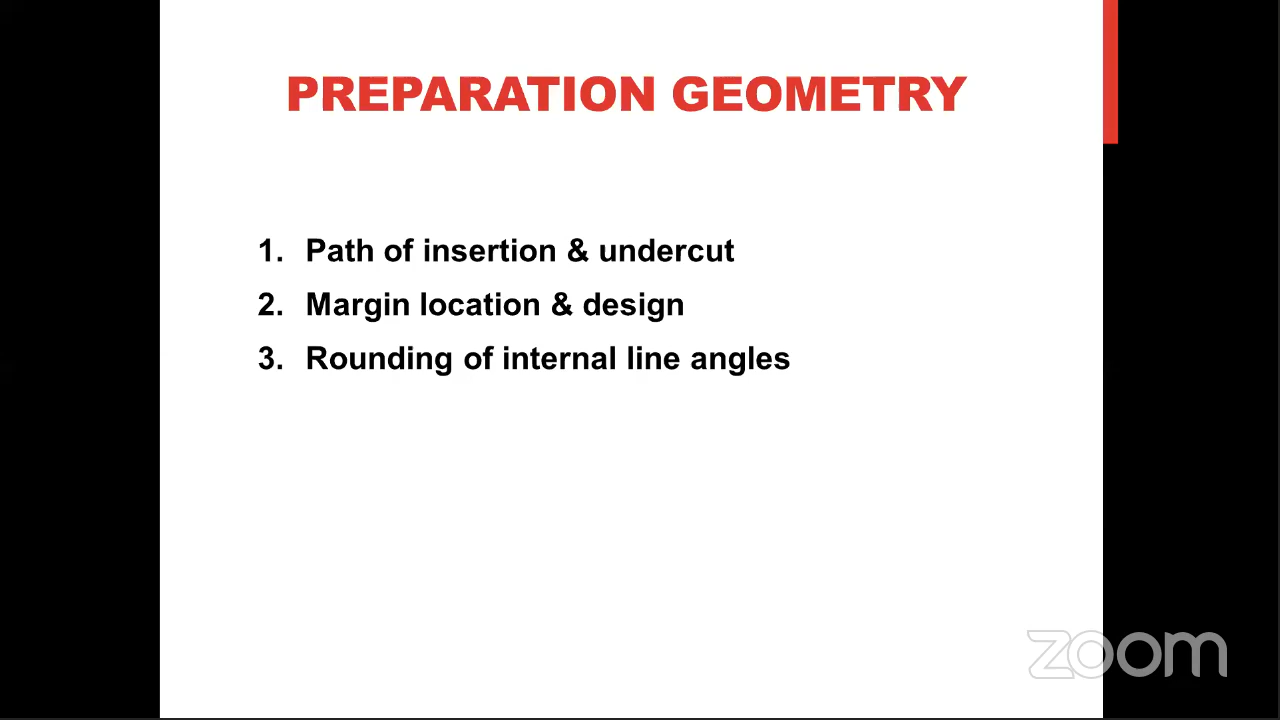 PREPARATION GEOMETRY
1. Path of insertion & undercut
2. Margin location & design
3. Rounding of internal line angles
zoom